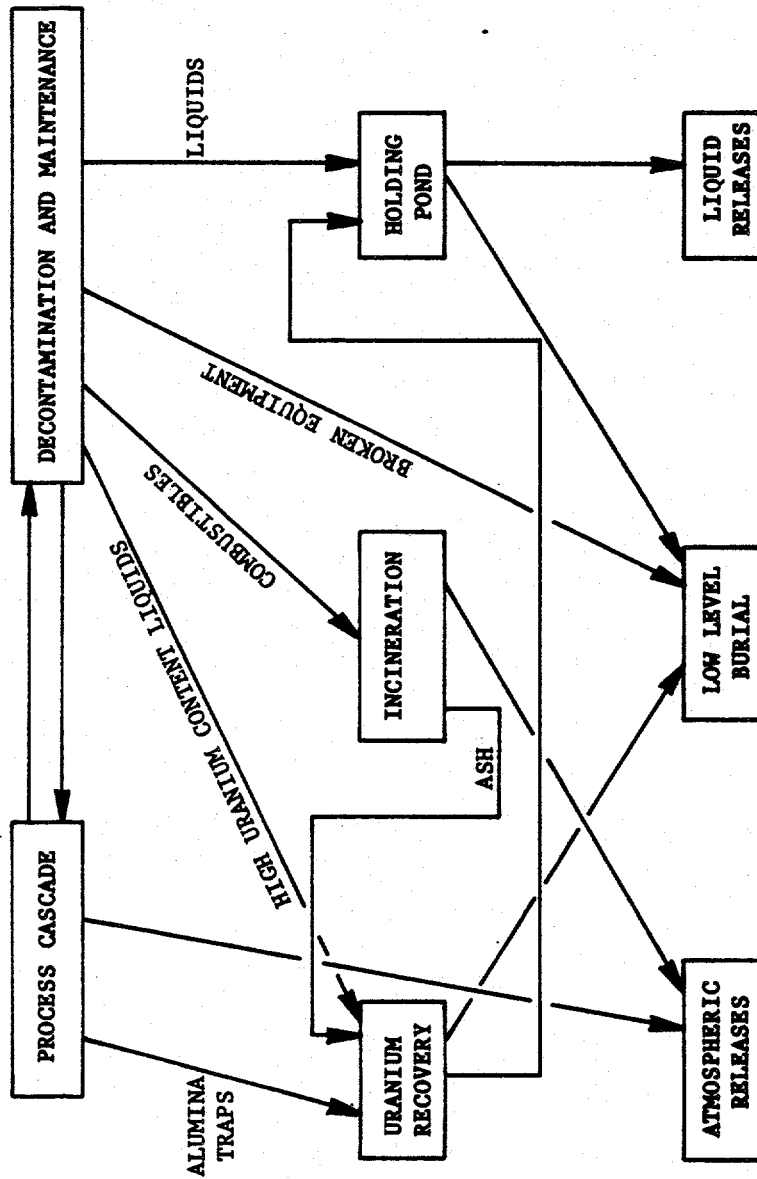 PROCESS CASCADE
DECONTAMINATION AND MAINTENANCE
ALUMINA
TRAPS
HIGH URANTIUM CONTENT LIQUIDS
COMBUSTIBLES
BROKEN EQUIPMENT
LIQUIDS
URANIUM
RECOVERY
INCINERATION
ASH
HOLDING
POND
ATMOSPHERIC
RELEASES
LOW LEVEL
BURIAL
LIQUID
RELEASES